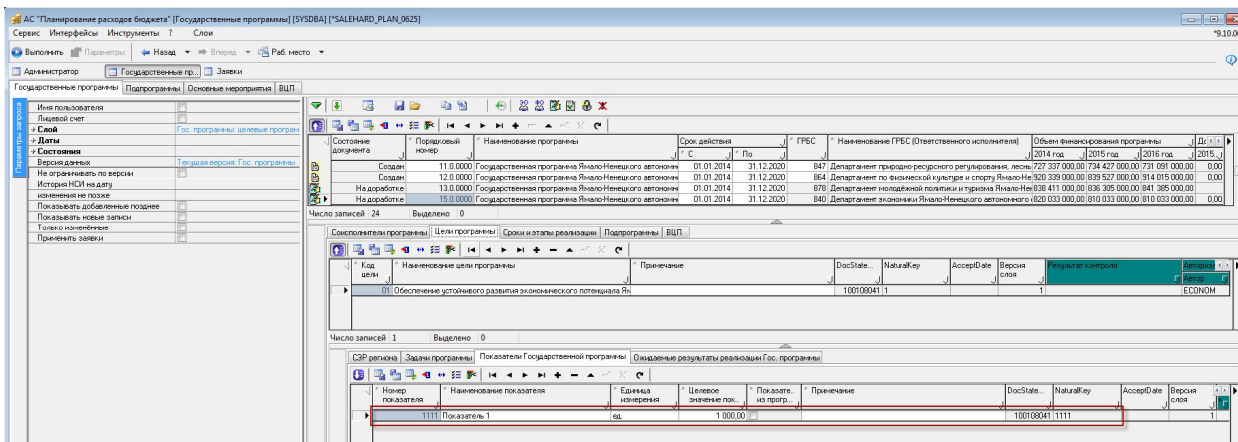 АС "Планирование расходов бюджета" [Государственные программы] [SYSDBA] [*SALEHARD_PLAN_0625]
Сервис Интерфейсы Инструменты ? Слои
Выполнить Параметры Назад Вперед Раб. место
Администратор Государственные пр... Заявки
Государственные программы Подпрограммы Основные мероприятия ВЦП
Параметры запроса
Имя пользователя
Лицевой счет
Слой Гос. программы: целевые програм
Даты
Состояния
Версия данных Текущая версия: Гос. программы
Не ограничивать по версии
История НСИ на дату
изменения не позже
Показывать добавленные позднее
Показывать новые записи
Только изменённые
Применить заявки
Состояние документа Порядковый номер Наименование программы Срок действия С По ГРБС Наименование ГРБС (Ответственного исполнителя) Объем финансирования программы 2014 год 2015 год 2016 год 2015...
Создан 11.0.0000 Государственная программа Ямало-Ненецкого автономн 01.01.2014 31.12.2020 847 Департамент природно-ресурсного регулирования, леснь 727 337 000,00 734 427 000,00 731 091 000,00 0,00
Создан 12.0.0000 Государственная программа Ямало-Ненецкого автономн 01.01.2014 31.12.2020 864 Департамент по физической культуре и спорту Ямало-Не 920 339 000,00 839 527 000,00 914 015 000,00 0,00
На доработке 13.0.0000 Государственная программа Ямало-Ненецкого автономн 01.01.2014 31.12.2020 878 Департамент молодёжной политики и туризма Ямало-Не 838 411 000,00 836 305 000,00 841 385 000,00
На доработке 15.0.0000 Государственная программа Ямало-Ненецкого автономн 01.01.2014 31.12.2020 840 Департамент экономики Ямало-Ненецкого автономного 820 033 000,00 810 033 000,00 810 033 000,00 0,00
Число записей 24 Выделено 0
Соисполнители программы Цели программы Сроки и этапы реализации Подпрограммы ВЦП
Код цели Наименование цели программы Примечание DocState... NaturalKey AcceptDate Версия слоя Результат контроля Автор
01 Обеспечение устойчивого развития экономического потенциала Ям 100108041 1 1 ECONOM
Число записей 1 Выделено 0
СЭР региона Задачи программы Показатели Государственной программы Ожидаемые результаты реализации Гос. программы
Номер показателя Наименование показателя Единица измерения Целевое значение пок... Показате.. из прогр... Примечание DocState... NaturalKey AcceptDate Версия слоя
1111 Показатель 1 ед. 1 000,00 100108041 1111 1